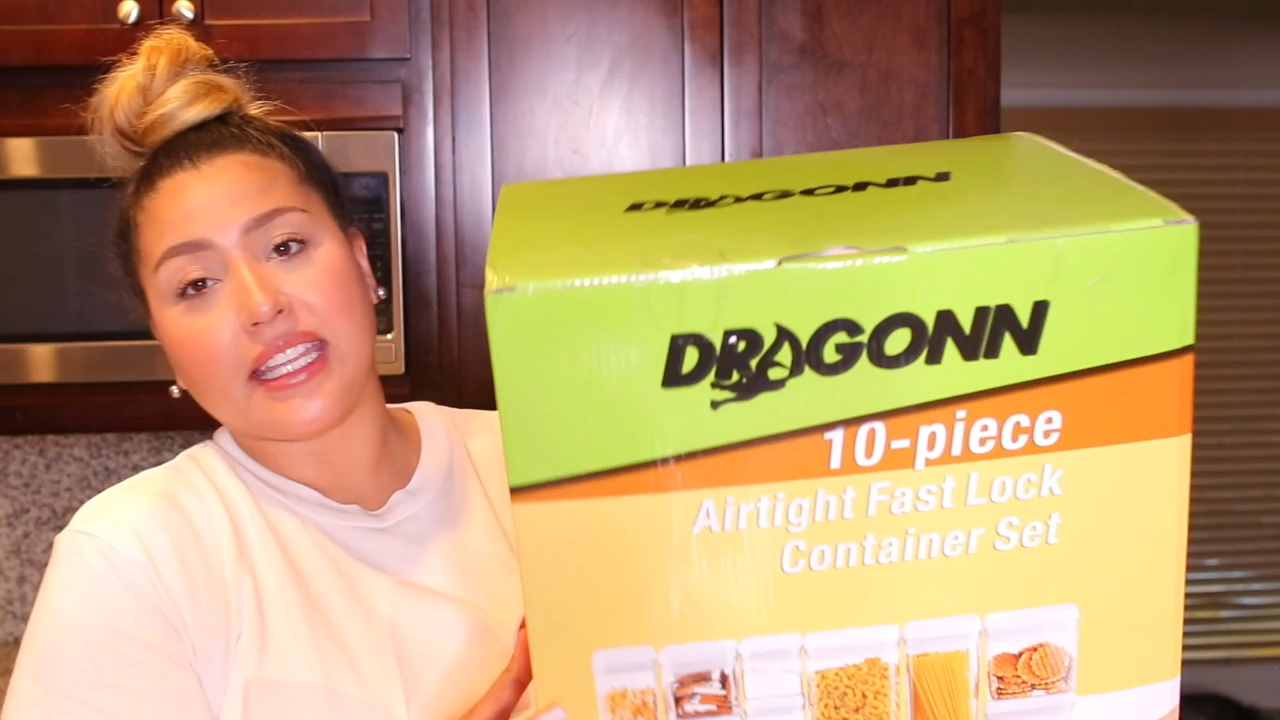 DRAGONN
DRAGONN
10-piece
Airtight Fast Lock
Container Set